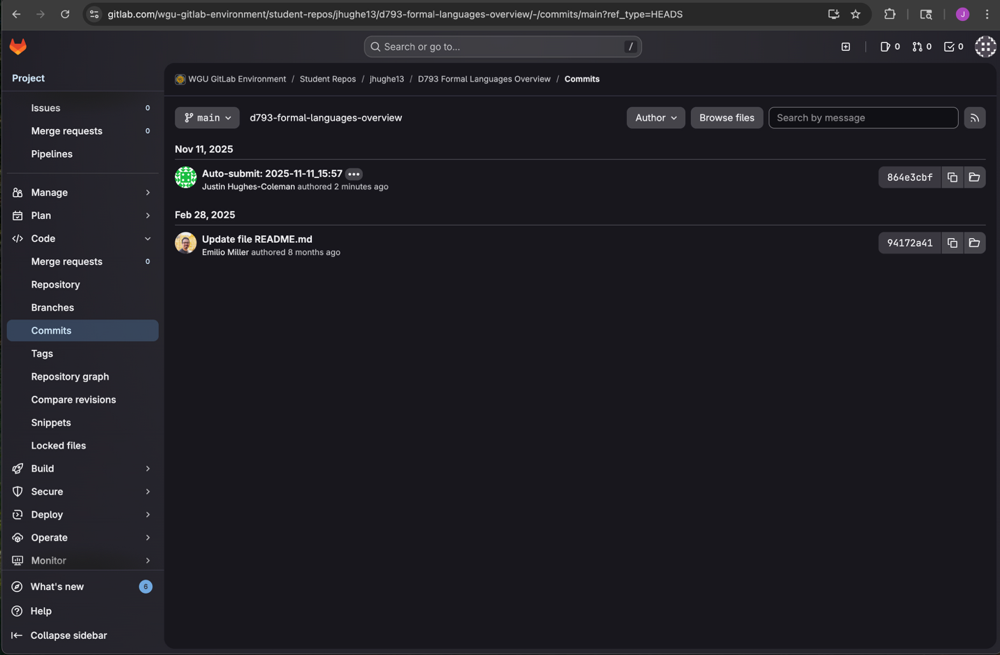 gitlab.com/wgu-gitlab-environment/student-repos/jhughe13/d793-formal-languages-overview/-/commits/main?ref_type=HEADS
J
Search or go to...
/
0
0
0
Project
WGU GitLab Environment / Student Repos / jhughe13 / D793 Formal Languages Overview / Commits
Issues 0
Merge requests 0
Pipelines
Manage
Plan
Code
Merge requests 0
Repository
Branches
Commits
Tags
Repository graph
Compare revisions
Snippets
Locked files
Build
Secure
Deploy
Operate
Monitor
What's new 6
Help
Collapse sidebar
main
d793-formal-languages-overview
Author
Browse files
Search by message
Nov 11, 2025
Auto-submit: 2025-11-11_15:57
Justin Hughes-Coleman authored 2 minutes ago
864e3cbf
Feb 28, 2025
Update file README.md
Emilio Miller authored 8 months ago
94172a41